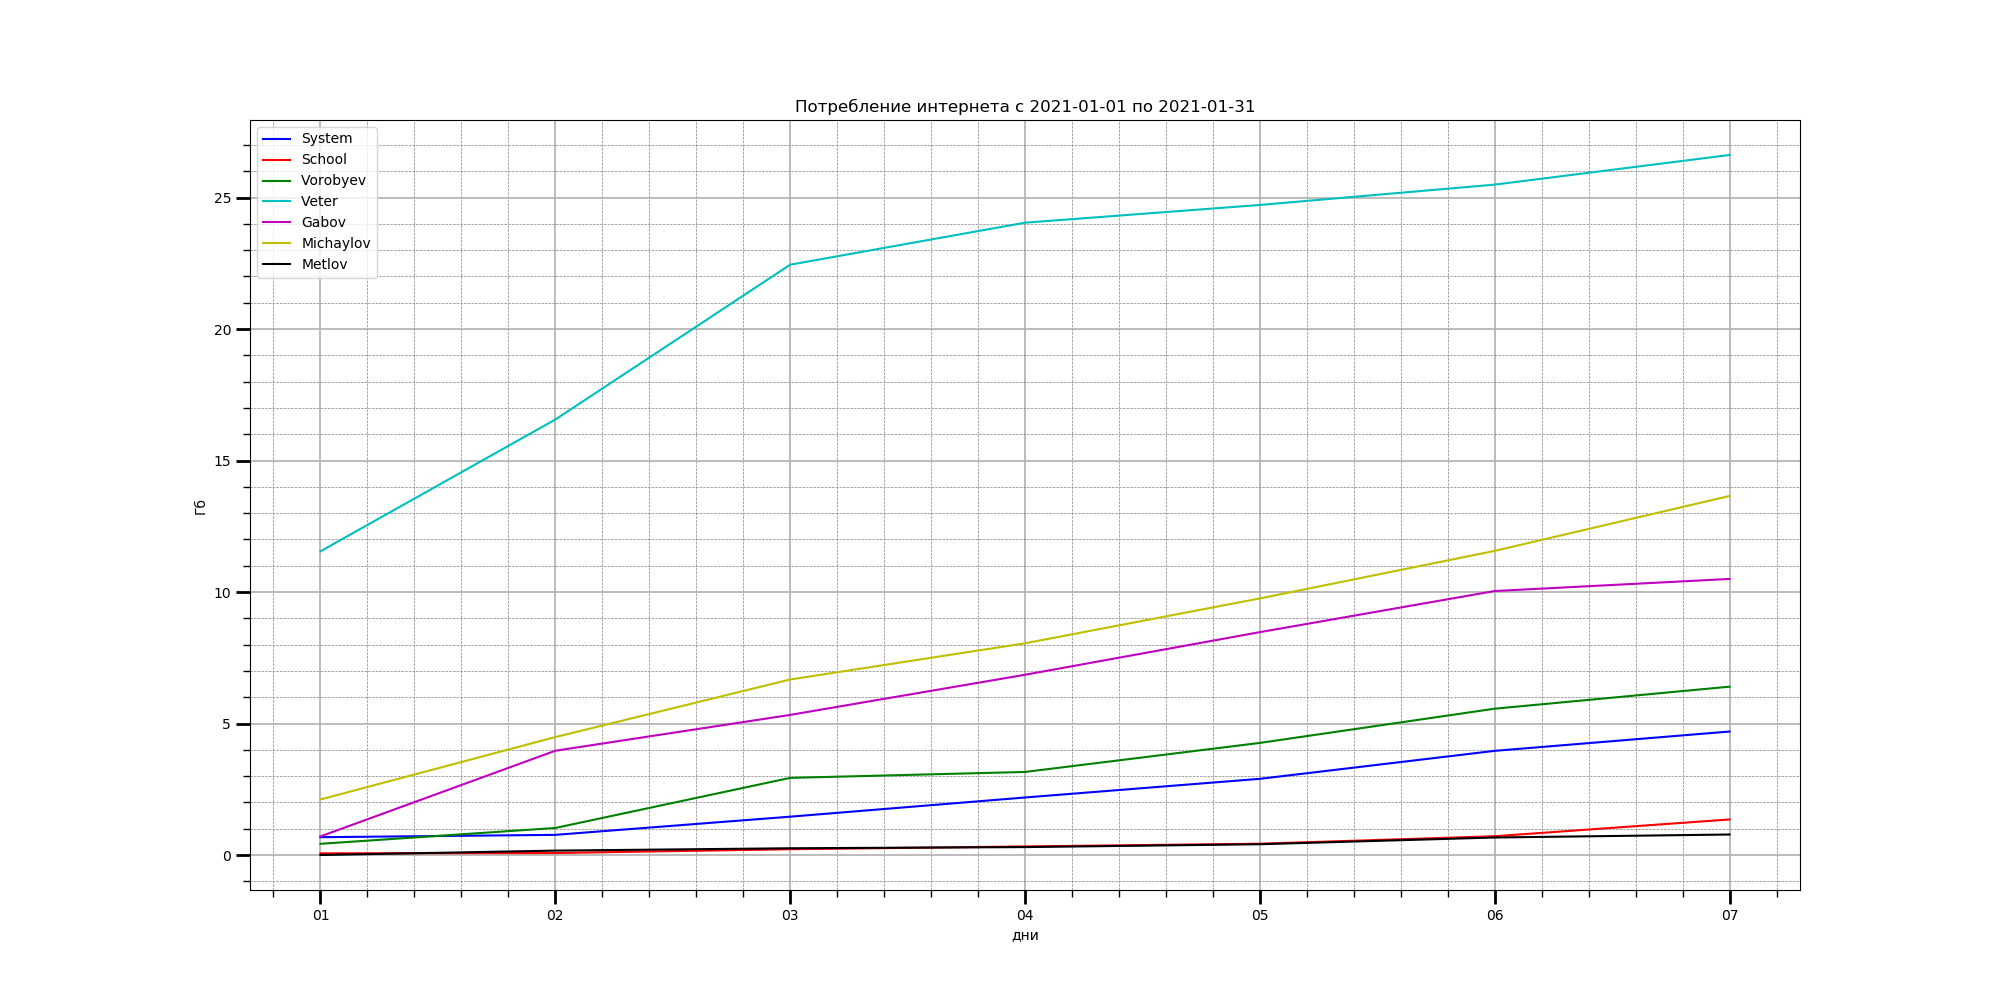 Потребление интернета с 2021-01-01 по 2021-01-31
System
School
Vorobyev
Veter
Gabov
Michaylov
Metlov
25
20
15
10
5
0
Гб
01 02 03 04 05 06 07
дни